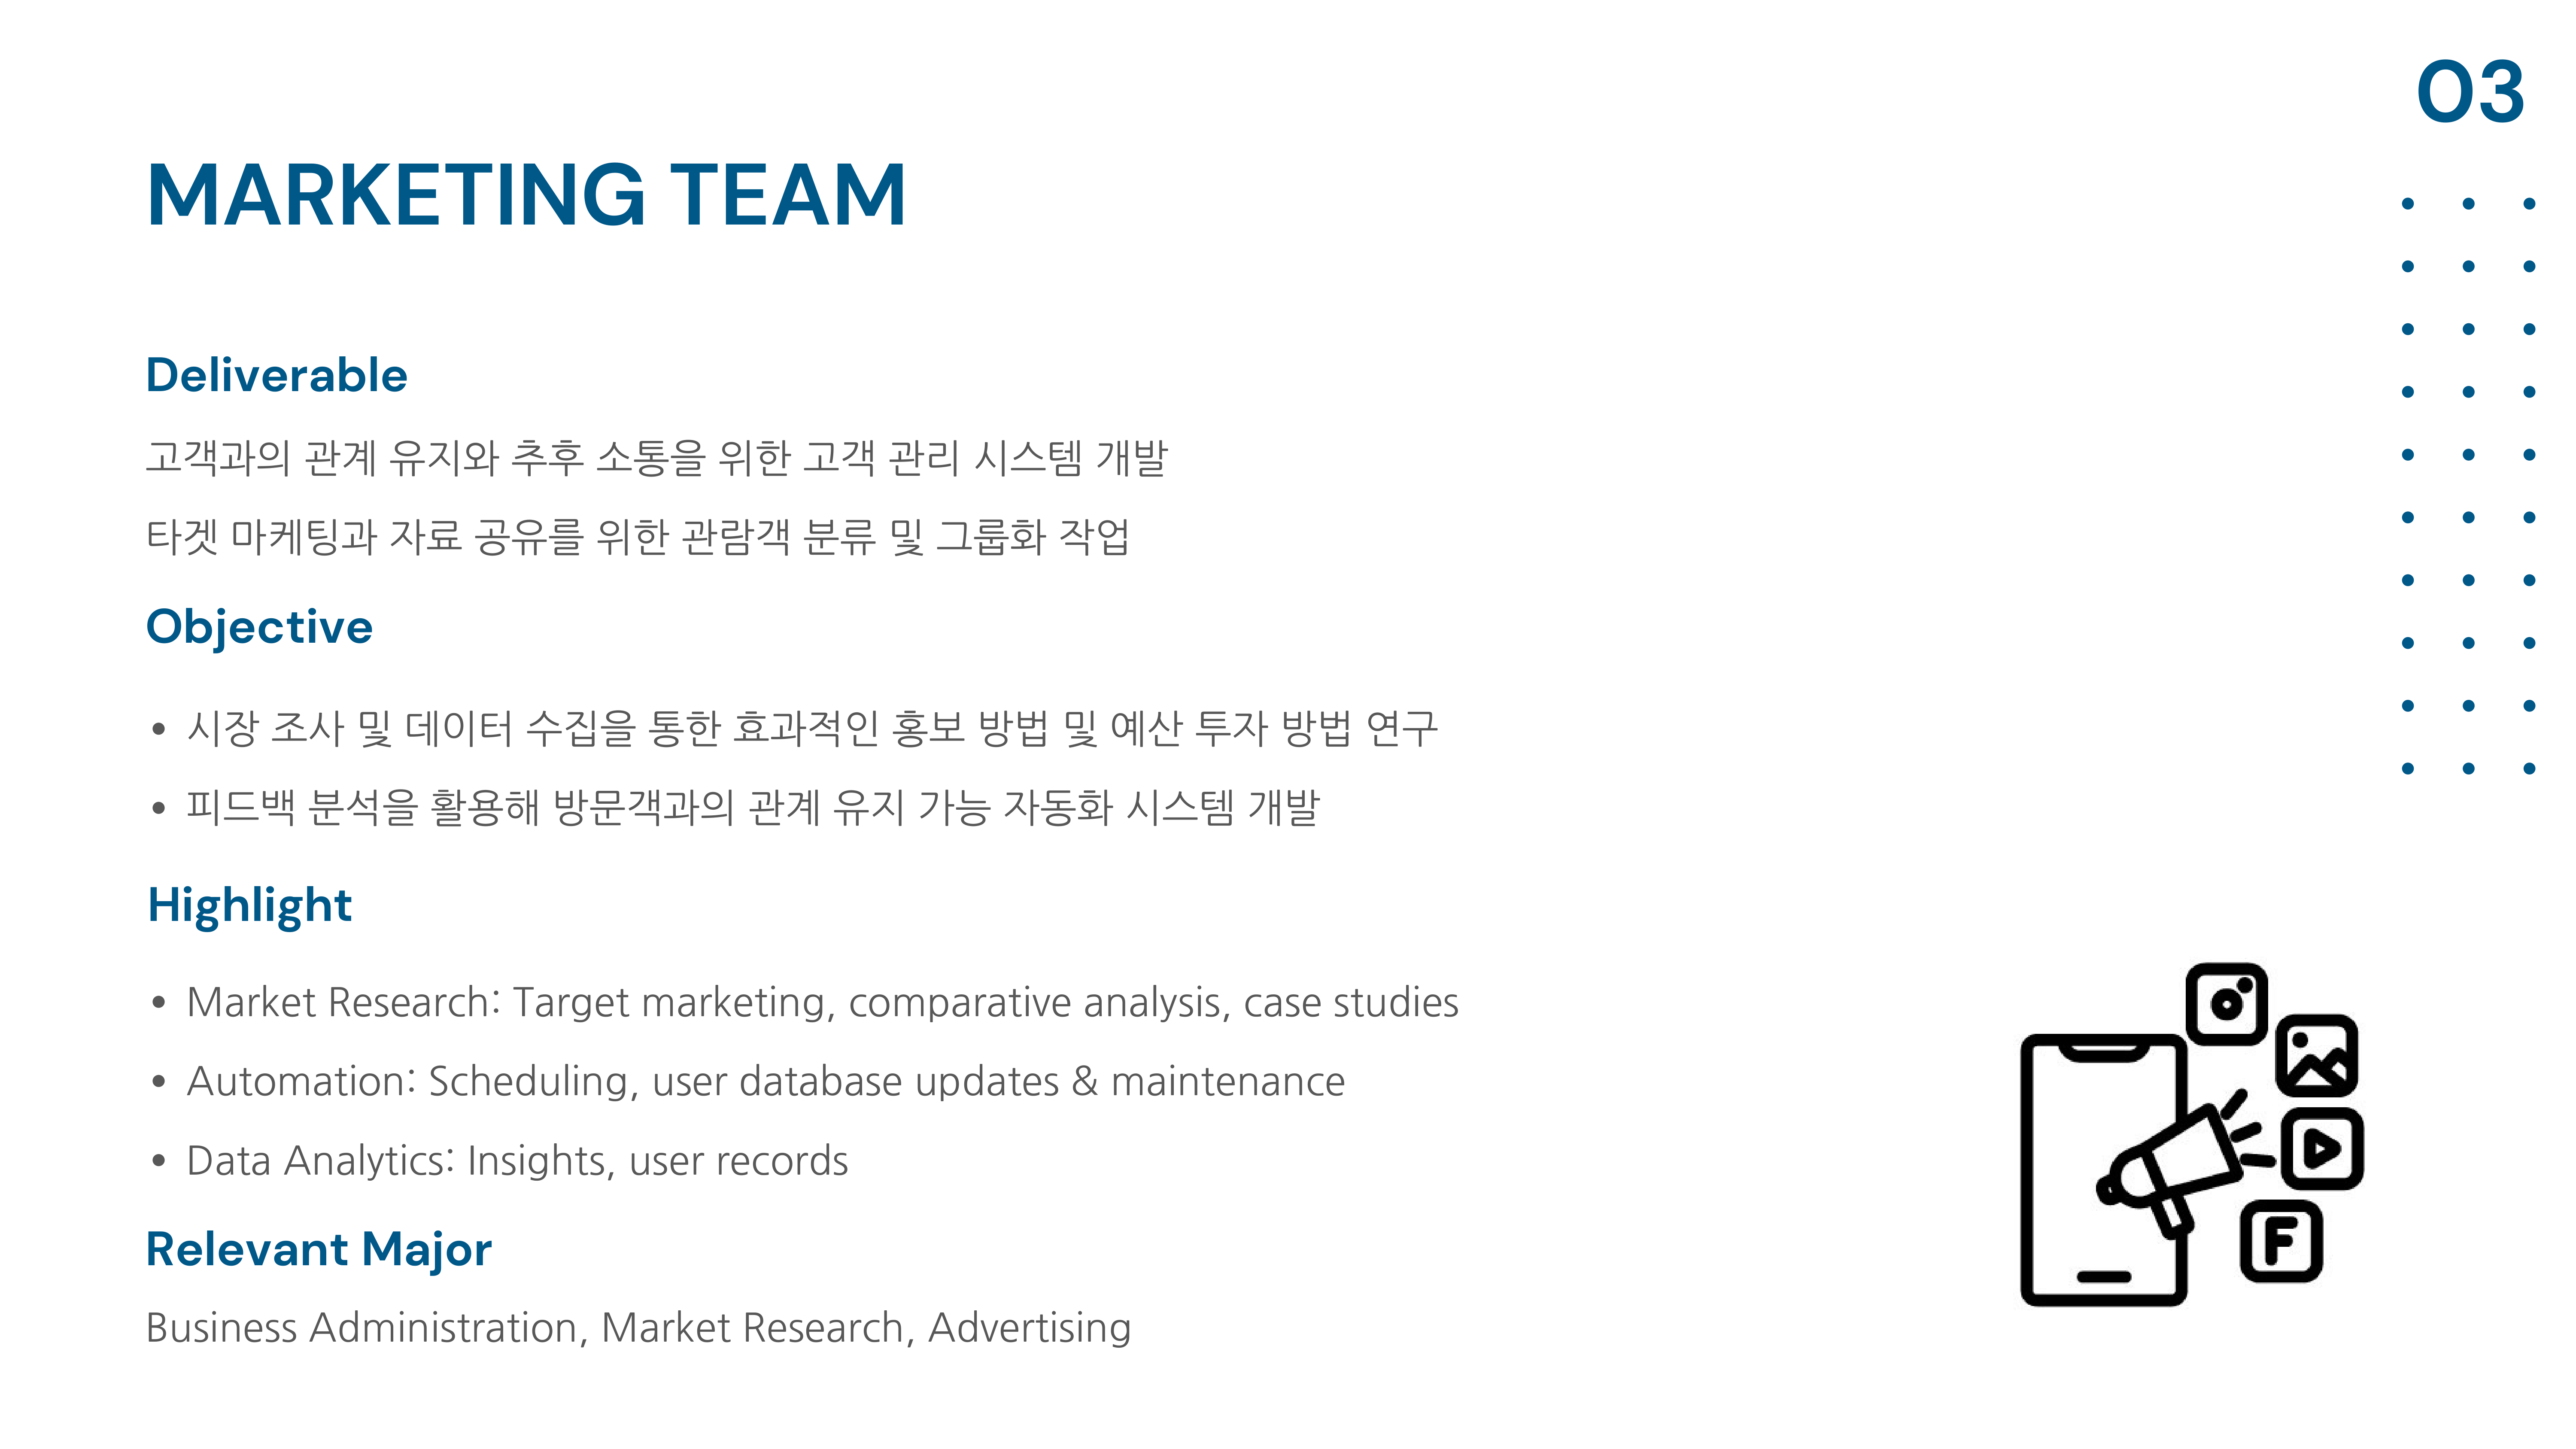 03
MARKETING TEAM
Deliverable
고객과의 관계 유지와 추후 소통을 위한 고객 관리 시스템 개발
타겟 마케팅과 자료 공유를 위한 관람객 분류 및 그룹화 작업
Objective
• 시장 조사 및 데이터 수집을 통한 효과적인 홍보 방법 및 예산 투자 방법 연구
• 피드백 분석을 활용해 방문객과의 관계 유지 가능 자동화 시스템 개발
Highlight
• Market Research: Target marketing, comparative analysis, case studies
• Automation: Scheduling, user database updates & maintenance
• Data Analytics: Insights, user records
F
Relevant Major
Business Administration, Market Research, Advertising